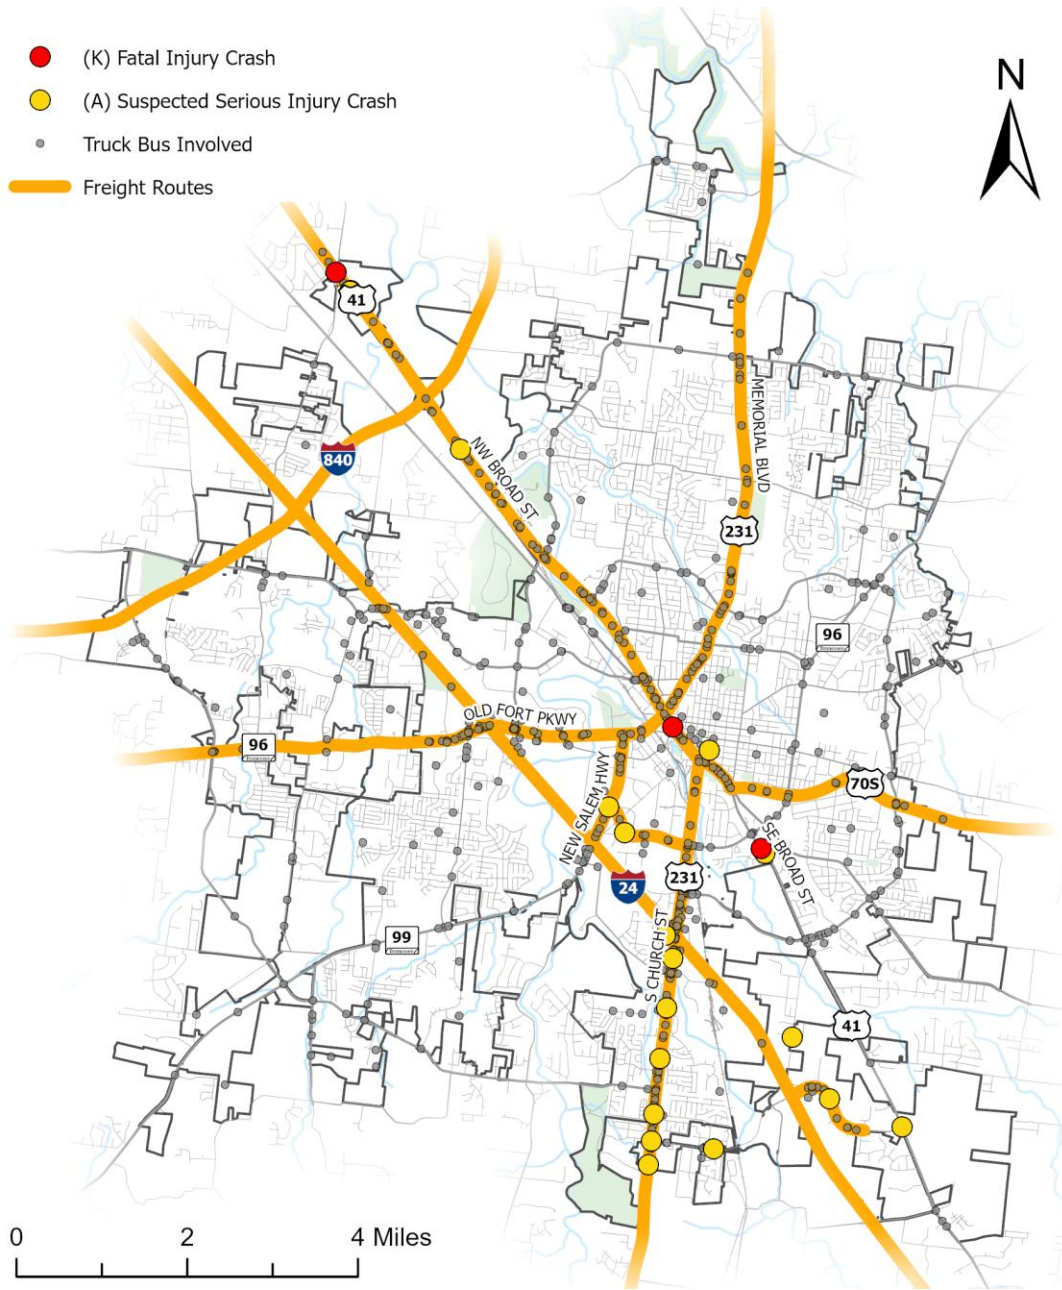 (K) Fatal Injury Crash
(A) Suspected Serious Injury Crash
Truck Bus Involved
Freight Routes
N
41
840
NW BROAD ST
MEMORIAL BLVD
231
96
OLD FORT PKWY
96
NEW SALEM HWY
70S
SE BROAD ST
231
24
99
S CHURCH ST
41
0 2 4 Miles